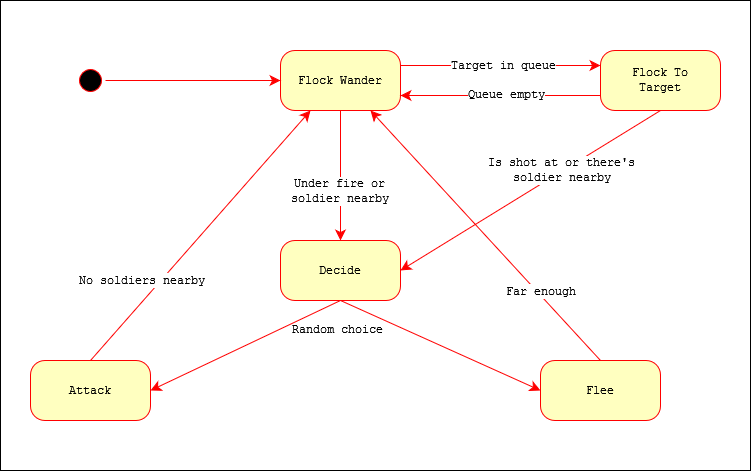 Flock Wander
Target in queue
Queue empty
Flock To
Target
Is shot at or there's
soldier nearby
Under fire or
soldier nearby
Decide
No soldiers nearby
Far enough
Random choice
Attack
Flee